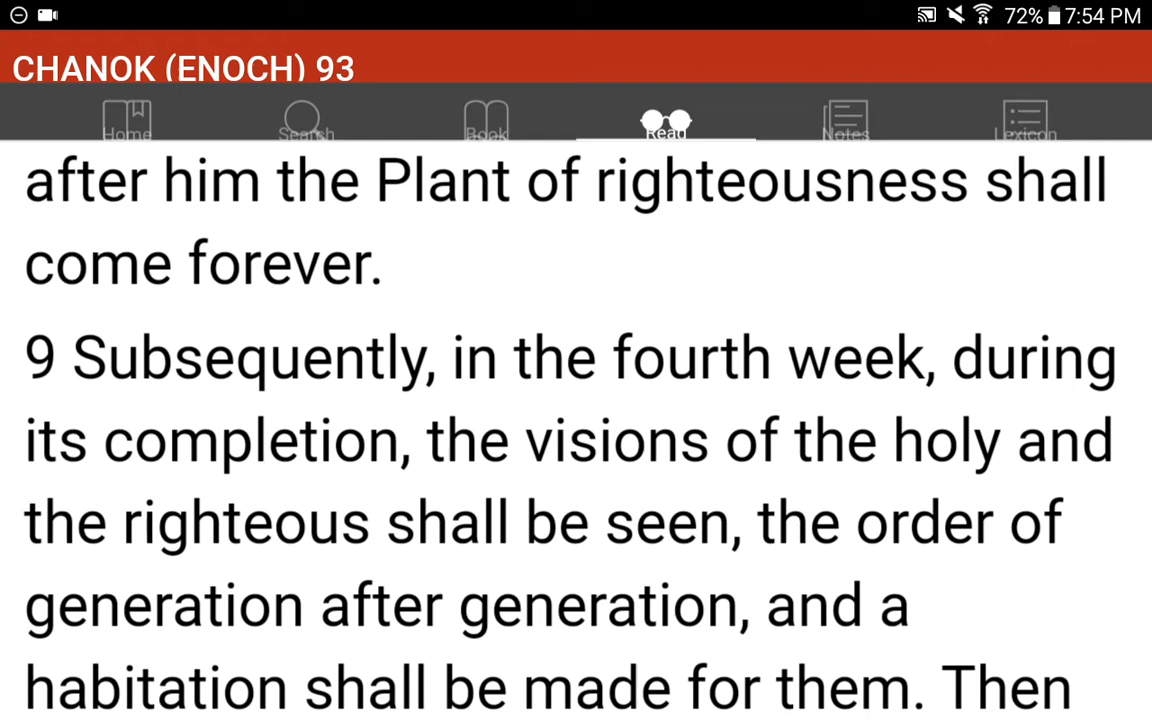 72% 7:54 PM
CHANOK (ENOCH) 93
Home Search Book Read Notes Lexicon
after him the Plant of righteousness shall
come forever.
9 Subsequently, in the fourth week, during
its completion, the visions of the holy and
the righteous shall be seen, the order of
generation after generation, and a
habitation shall be made for them. Then